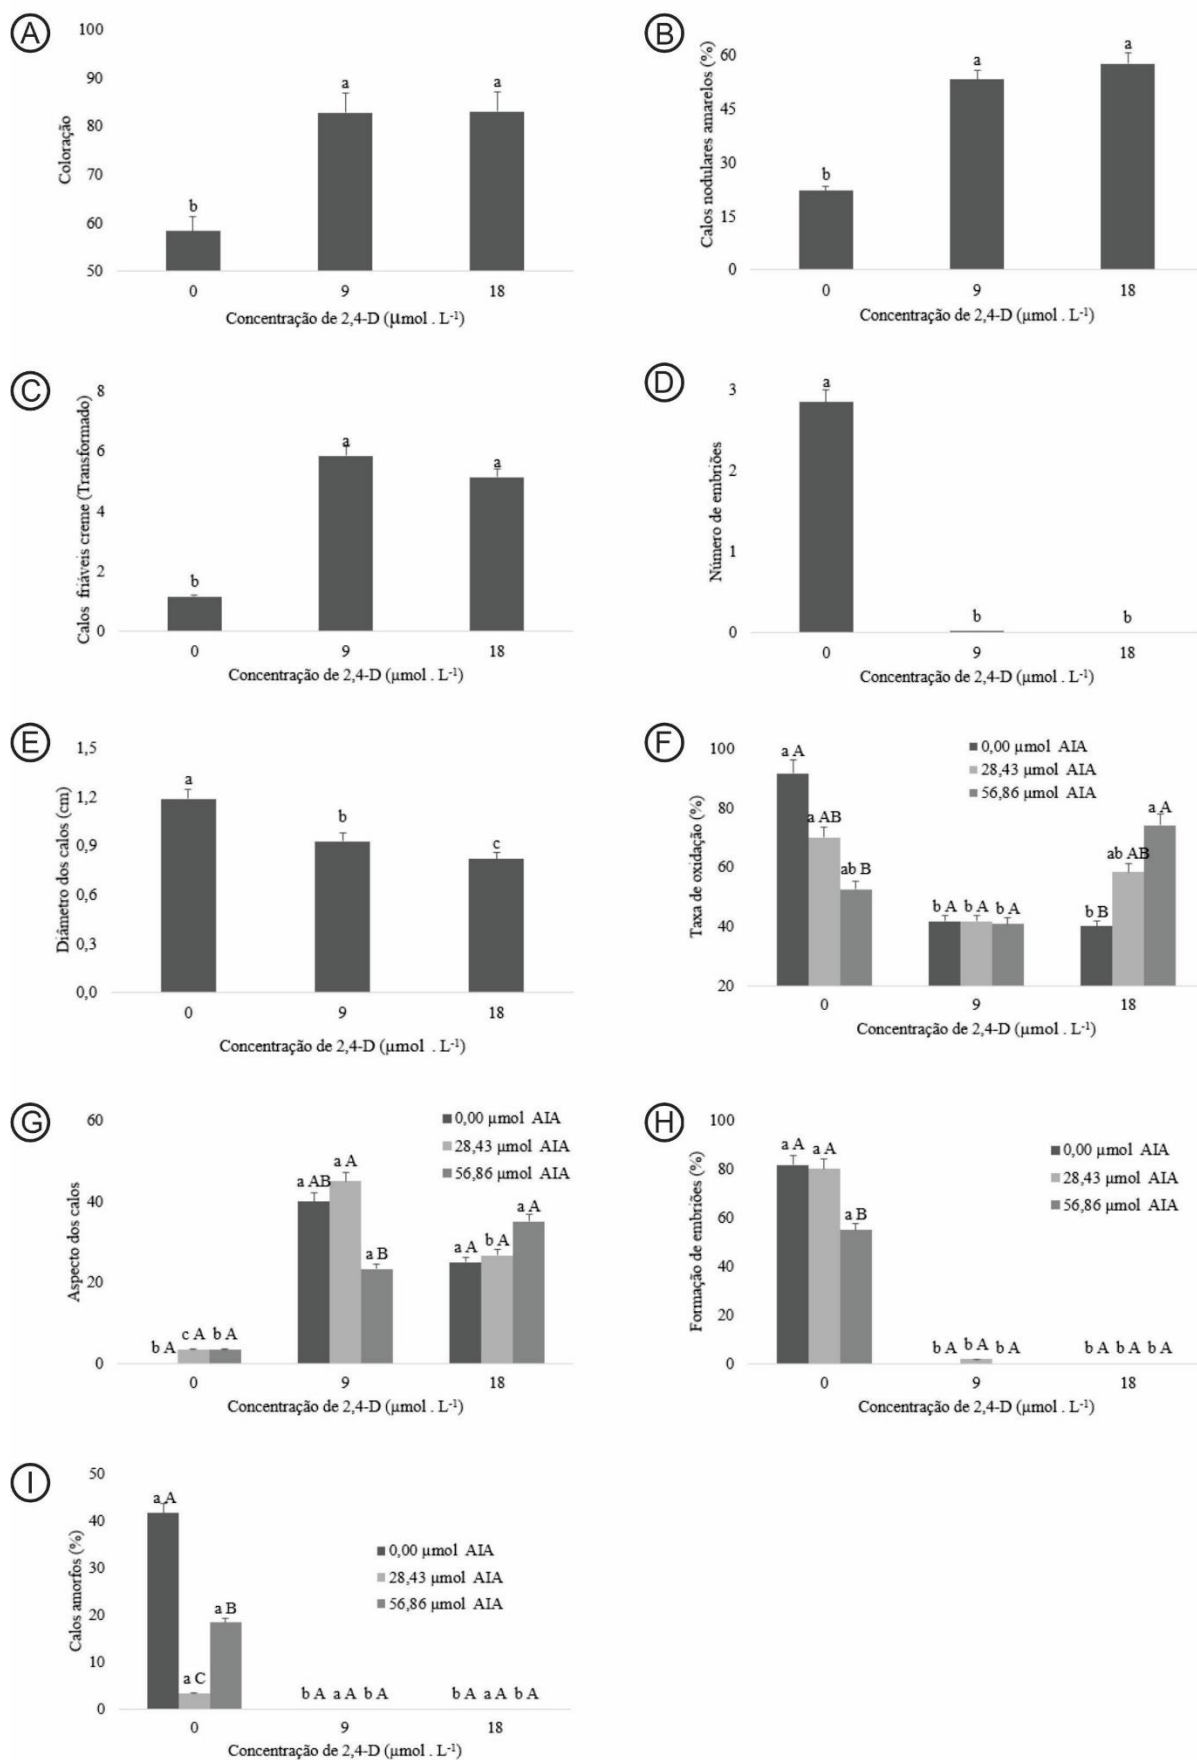 A
100
90
80
70
60
50
Coloração
b
a
a
0 9 18
Concentração de 2,4-D (µmol . L-1)
B
60
45
30
15
0
Calos nodulares amarelos (%)
b
a
a
0 9 18
Concentração de 2,4-D (µmol . L-1)
C
8
6
4
2
0
Calos friáveis creme (Transformado)
b
a
a
0 9 18
Concentração de 2,4-D (µmol . L-1)
D
3
2
1
0
Número de embriões
a
b
b
0 9 18
Concentração de 2,4-D (µmol . L-1)
E
1,5
1,2
0,9
0,6
0,3
0,0
Diâmetro dos calos (cm)
a
b
c
0 9 18
Concentração de 2,4-D (µmol . L-1)
F
100
80
60
40
20
Taxa de oxidação (%)
0,00 µmol AIA
28,43 µmol AIA
56,86 µmol AIA
a A
a AB
ab B
b A b A b A
b B
ab AB
a A
0 9 18
Concentração de 2,4-D (µmol . L-1)
G
60
40
20
0
Aspecto dos calos
0,00 µmol AIA
28,43 µmol AIA
56,86 µmol AIA
b A c A b A
a AB
a A
a B
a A b A
a A
0 9 18
Concentração de 2,4-D (µmol . L-1)
H
100
80
60
40
20
0
Formação de embriões (%)
0,00 µmol AIA
28,43 µmol AIA
56,86 µmol AIA
a A a A
a B
b A b A b A
b A b A b A
0 9 18
Concentração de 2,4-D (µmol . L-1)
I
50
40
30
20
10
0
Calos amorfos (%)
0,00 µmol AIA
28,43 µmol AIA
56,86 µmol AIA
a A
a C
a B
b A a A b A
b A a A b A
0 9 18
Concentração de 2,4-D (µmol . L-1)